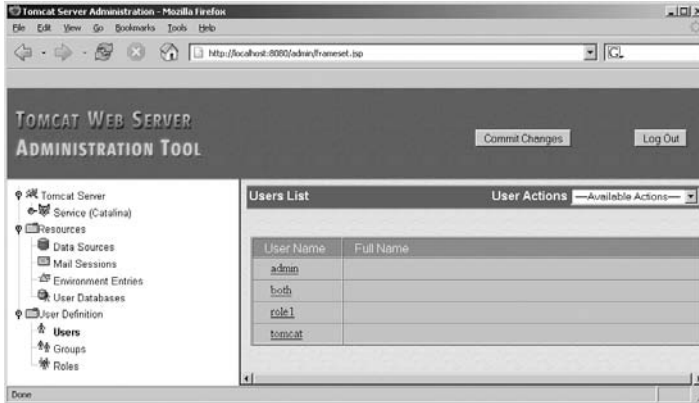 Tomcat Server Administration - Mozilla Firefox
File Edit View Go Bookmarks Tools Help
http://localhost:8080/admin/frameset.jsp
G
TOMCAT WEB SERVER
ADMINISTRATION TOOL
Commit Changes
Log Out
Tomcat Server
Service (Catalina)
Resources
Data Sources
Mail Sessions
Environment Entries
User Databases
User Definition
Users
Groups
Roles
Users List
User Actions —Available Actions—
User Name Full Name
admin
both
role1
tomcat
Done